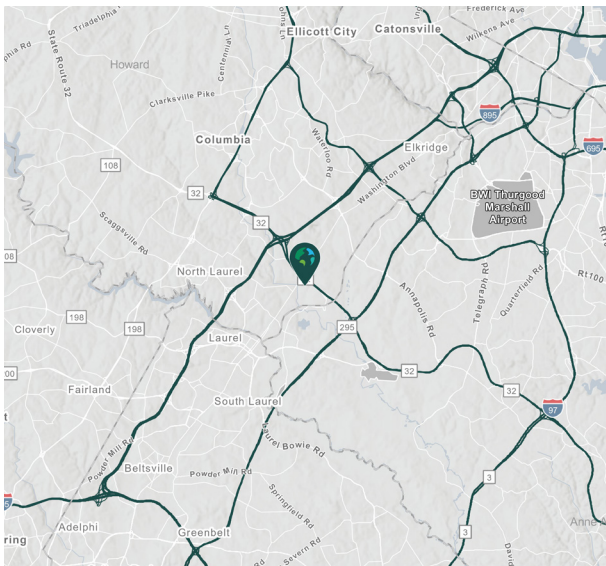 Frederick Ave
Triadelphia Rd
Catonsville
Ellicott City
Wilkens Ave
State Route 32
Howard
Clarksville Pike
895
Columbia
Waterloo Rd
Elkridge
695
Washington Blvd
108
32
BWI Thurgood
Marshall
Airport
32
Scaggsville Rd
North Laurel
Rt100
Telegraph Rd
Quarterfield Rd
Annapolis Rd
198
198
Cloverly
Laurel
295
32
Fairland
32
South Laurel
97
Laurel Bowie Rd
Powder Mill Rd
Beltsville
Powder Mill Rd
3
Springfield Rd
Adelphi
Greenbelt
3
Severn Rd